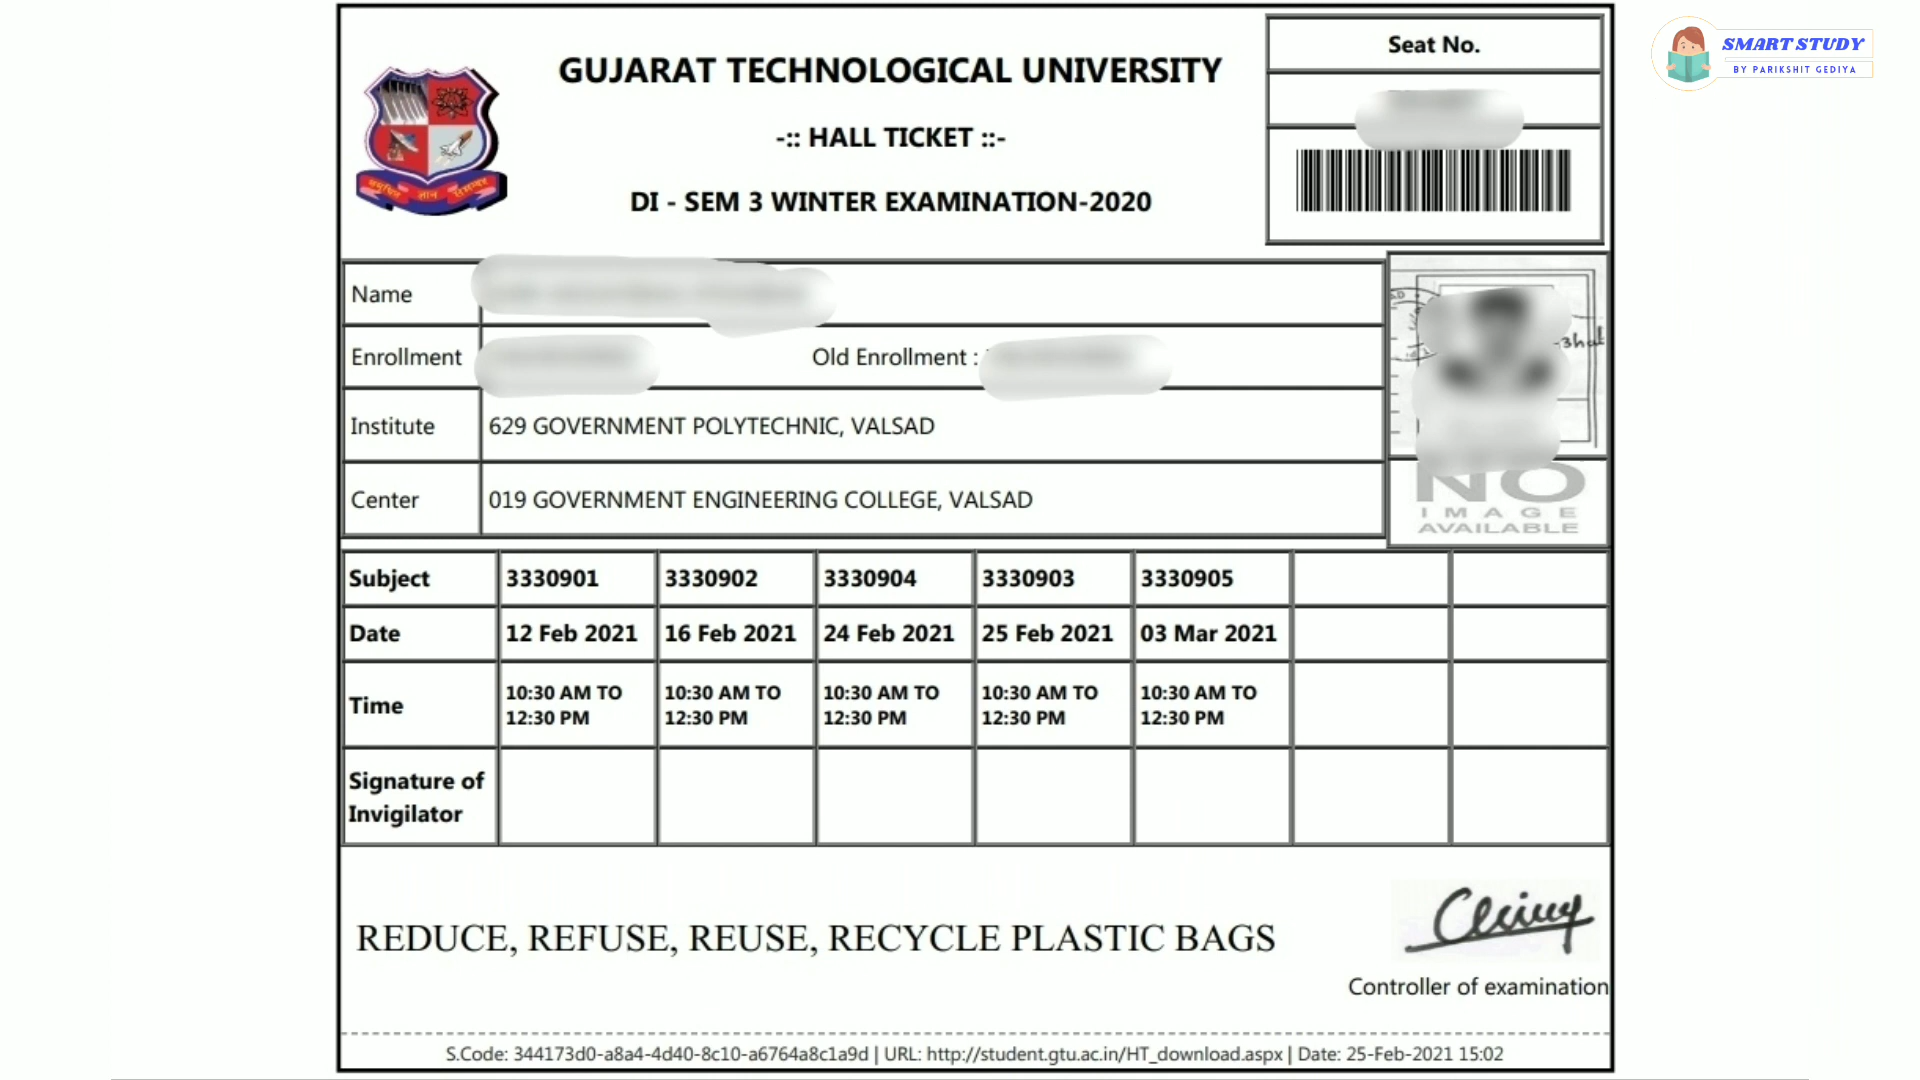 SMART STUDY
BY PARIKSHIT GEDIYA
GUJARAT TECHNOLOGICAL UNIVERSITY
-:: HALL TICKET ::-
DI - SEM 3 WINTER EXAMINATION-2020
Seat No.
Name
Enrollment Old Enrollment :
Institute 629 GOVERNMENT POLYTECHNIC, VALSAD
Center 019 GOVERNMENT ENGINEERING COLLEGE, VALSAD
NO
IMAGE
AVAILABLE
Subject 3330901 3330902 3330904 3330903 3330905
Date 12 Feb 2021 16 Feb 2021 24 Feb 2021 25 Feb 2021 03 Mar 2021
Time 10:30 AM TO 12:30 PM 10:30 AM TO 12:30 PM 10:30 AM TO 12:30 PM 10:30 AM TO 12:30 PM 10:30 AM TO 12:30 PM
Signature of
Invigilator
REDUCE, REFUSE, REUSE, RECYCLE PLASTIC BAGS
Controller of examination
S.Code: 344173d0-a8a4-4d40-8c10-a6764a8c1a9d | URL: http://student.gtu.ac.in/HT_download.aspx | Date: 25-Feb-2021 15:02